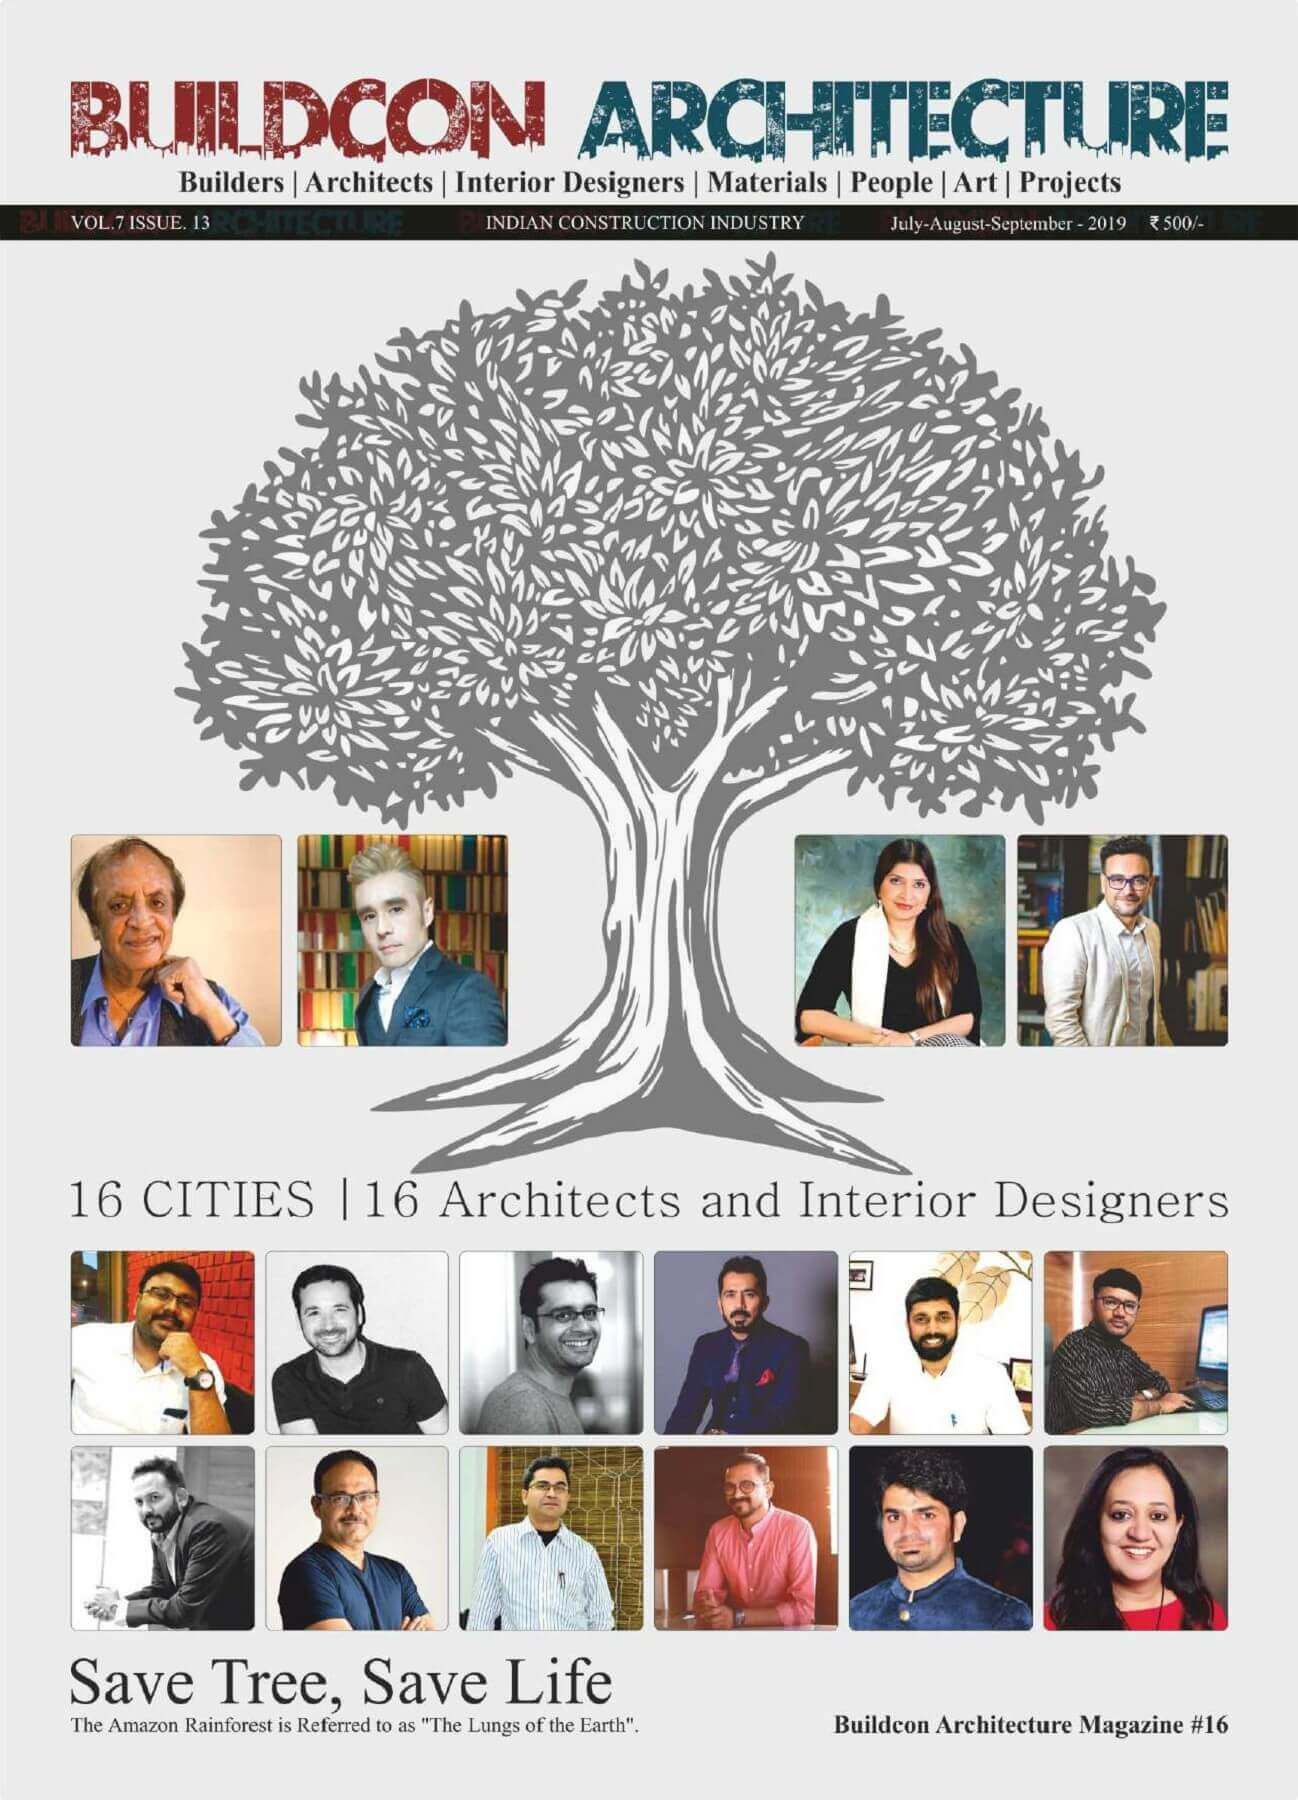 BUILDCON ARCHITECTURE
Builders | Architects | Interior Designers | Materials | People | Art | Projects
VOL.7 ISSUE. 13 INDIAN CONSTRUCTION INDUSTRY July-August-September - 2019 ₹ 500/-
16 CITIES | 16 Architects and Interior Designers
Save Tree, Save Life
The Amazon Rainforest is Referred to as "The Lungs of the Earth".
Buildcon Architecture Magazine #16